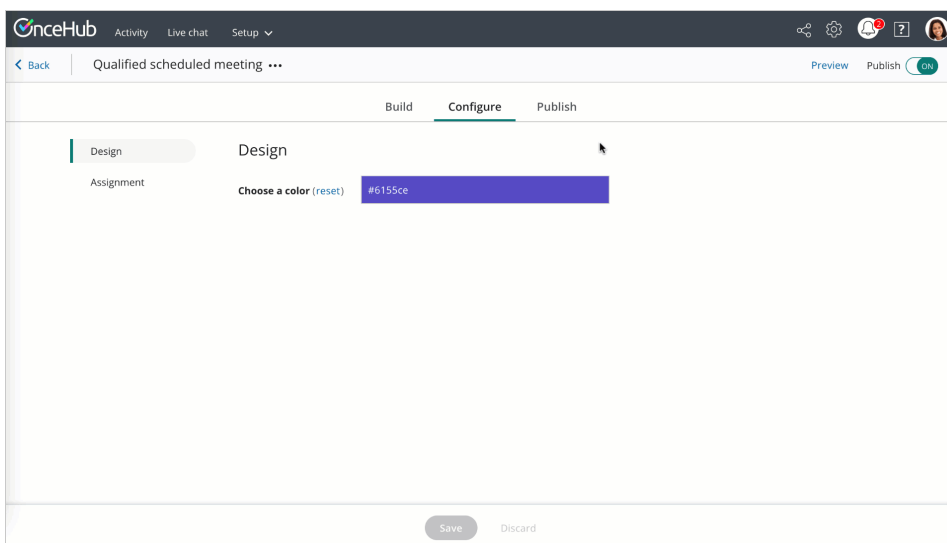 OnceHub Activity Live chat Setup 2 ?
Back Qualified scheduled meeting ••• Preview Publish ON
Build Configure Publish
Design Design
Assignment Choose a color (reset) #6155ce
Save Discard